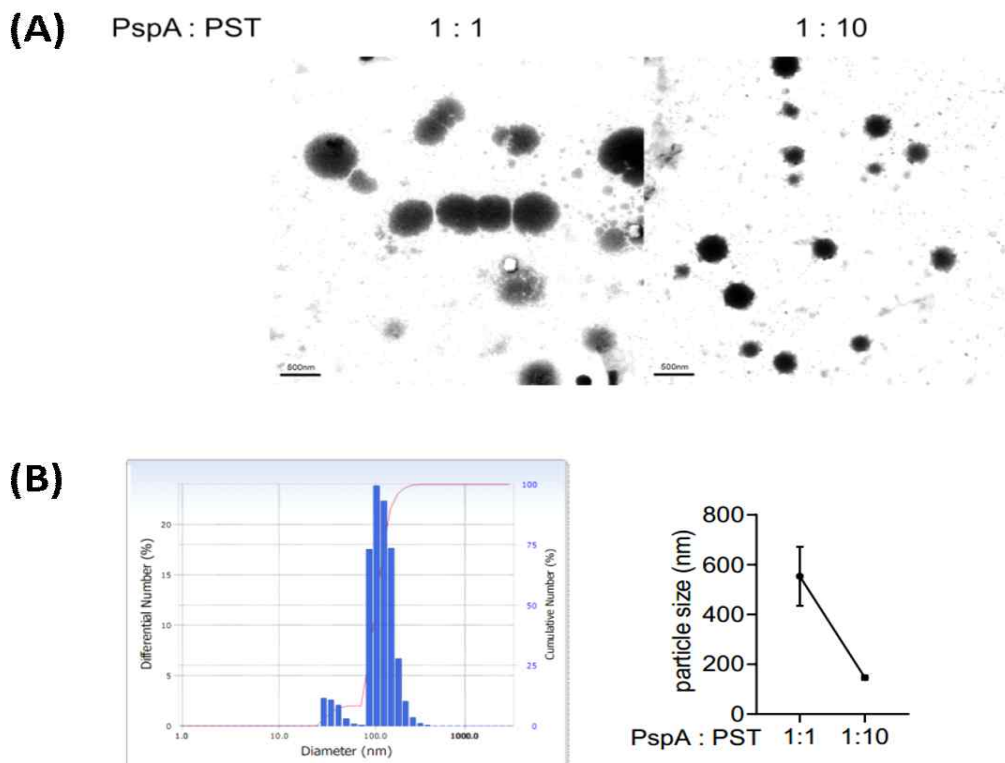 (A)
PspA : PST 1 : 1 1 : 10
500nm 500nm
(B)
Differential Number (%)
20
15
10
5
0
1.0 10.0 100.0 1000.0
Diameter (nm)
100
75
50
25
0
Cumulative Number (%)
particle size (nm)
800
600
400
200
0
PspA : PST 1:1 1:10